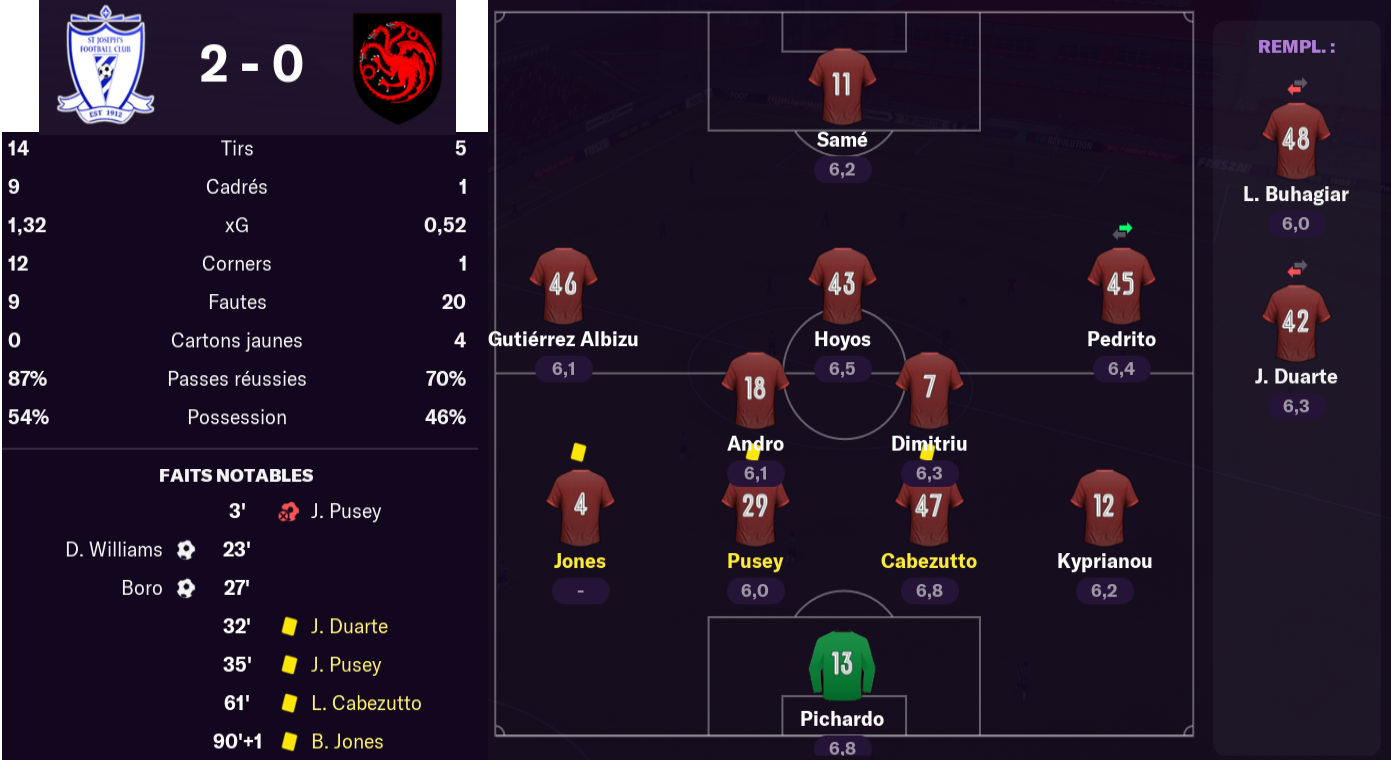 ST JOSEPH'S
FOOTBALL CLUB
EST 1912
2 - 0
14 Tirs 5
9 Cadrés 1
1,32 xG 0,52
12 Corners 1
9 Fautes 20
0 Cartons jaunes 4
87% Passes réussies 70%
54% Possession 46%
FAITS NOTABLES
3' J. Pusey
D. Williams 23'
Boro 27'
32' J. Duarte
35' J. Pusey
61' L. Cabezutto
90'+1 B. Jones
11
Samé
6,2
46 43 45
Gutiérrez Albizu Hoyos Pedrito
6,1 6,5 6,4
18 7
Andro Dimitriu
6,1 6,3
4 29 47 12
Jones Pusey Cabezutto Kyprianou
- 6,0 6,8 6,2
13
Pichardo
6,8
REMPL. :
48
L. Buhagiar
6,0
42
J. Duarte
6,3